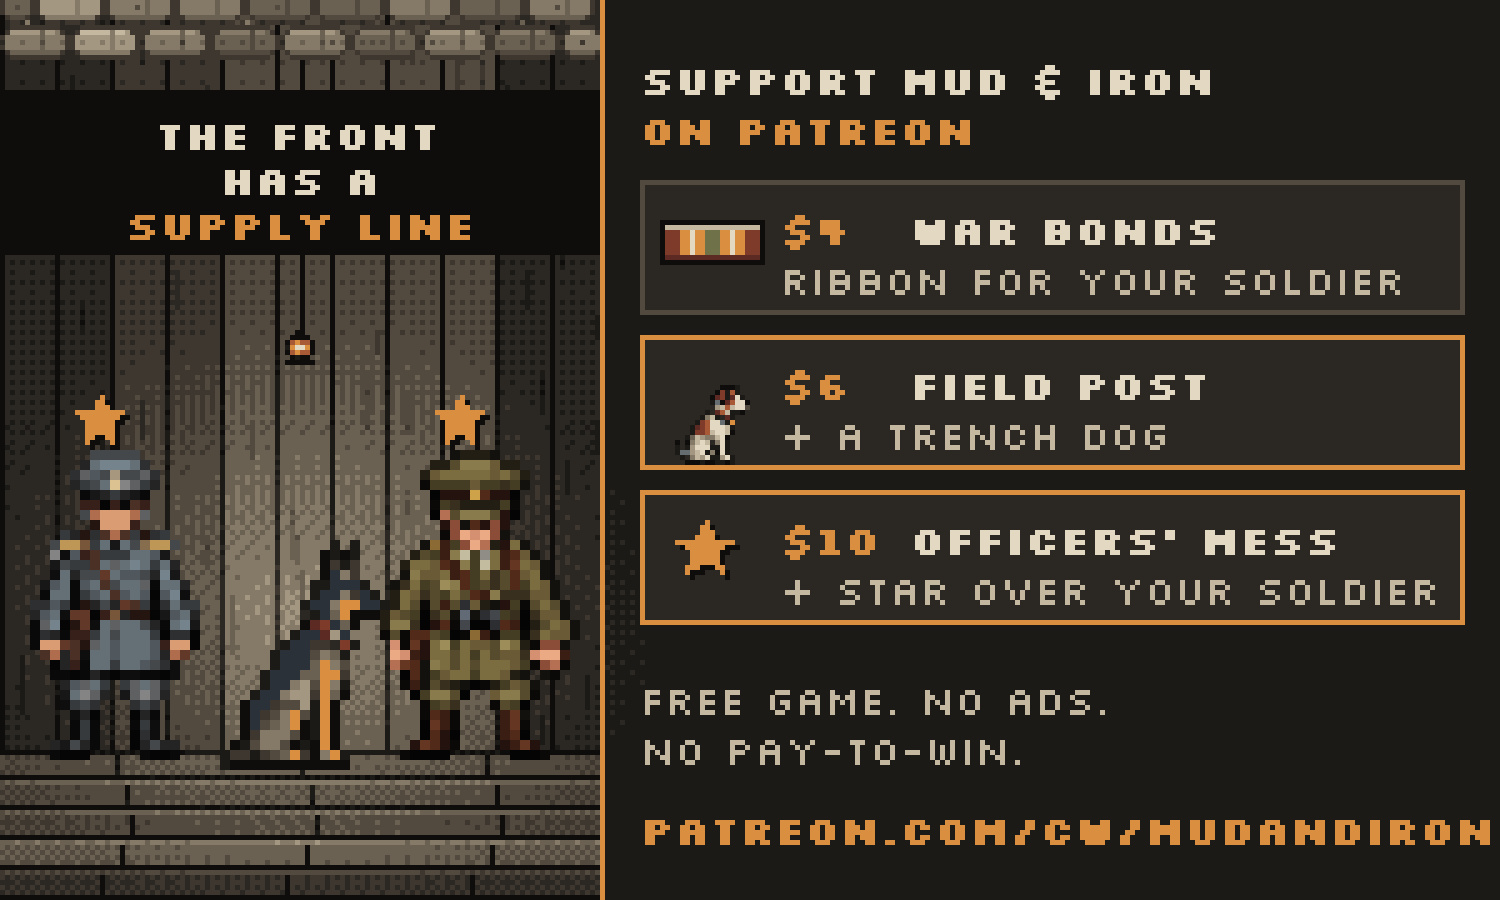 THE FRONT
HAS A
SUPPLY LINE
SUPPORT MUD & IRON
ON PATREON
$4 WAR BONDS
RIBBON FOR YOUR SOLDIER
$6 FIELD POST
+ A TRENCH DOG
$10 OFFICERS' MESS
+ STAR OVER YOUR SOLDIER
FREE GAME. NO ADS.
NO PAY-TO-WIN.
PATREON.COM/CW/MUDANDIRON